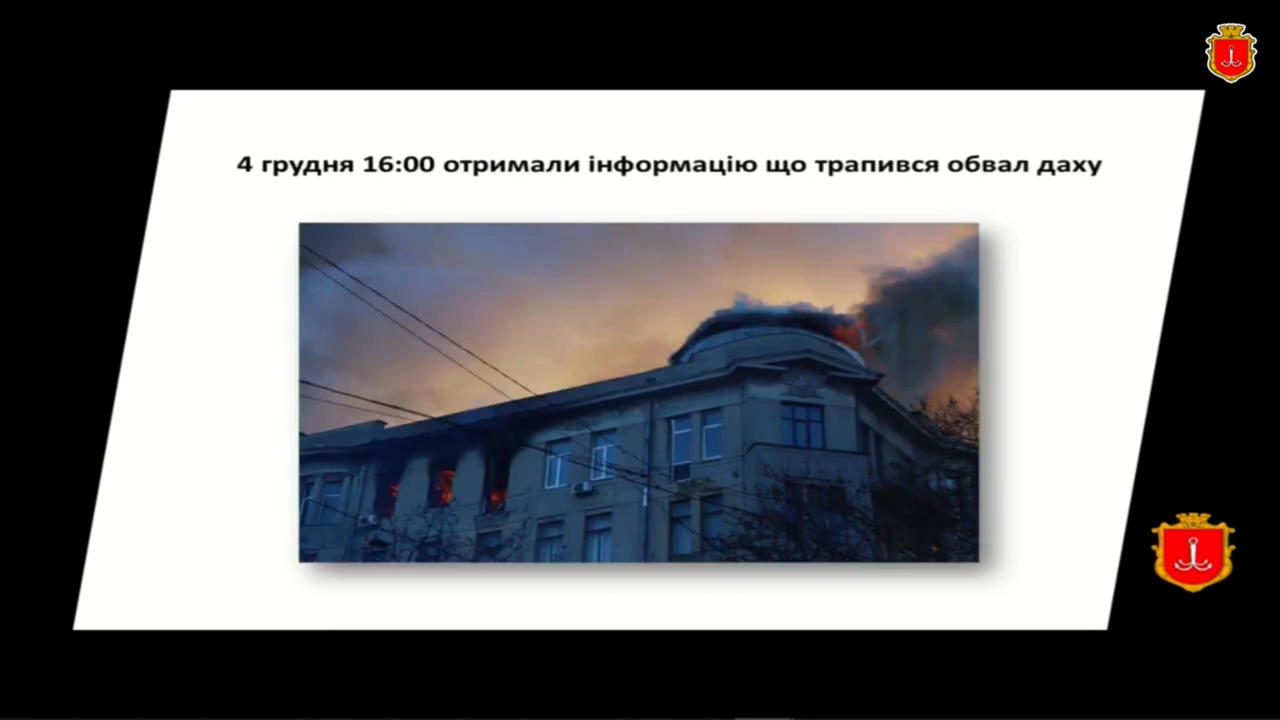 4 грудня 16:00 отримали інформацію що трапився обвал даху